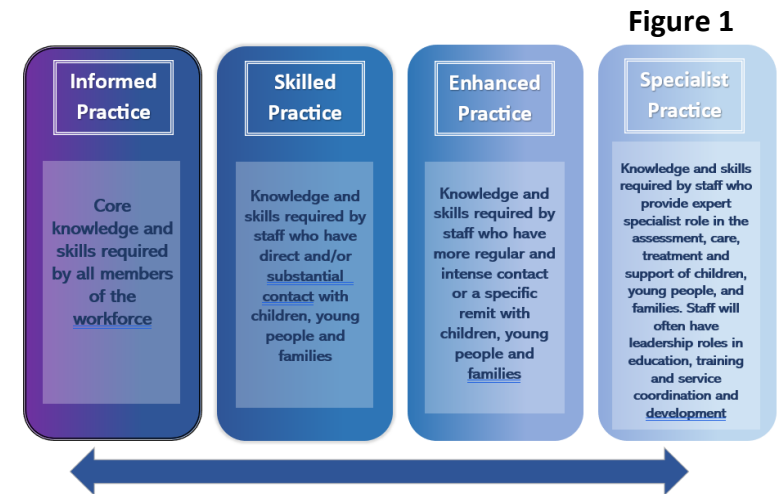 Figure 1
Informed
Practice
Core
knowledge and
skills required
by all members
of the
workforce
Skilled
Practice
Knowledge and
skills required by
staff who have
direct and/or
substantial
contact with
children, young
people and
families
Enhanced
Practice
Knowledge and
skills required by
staff who have
more regular and
intense contact
or a specific
remit with
children, young
people and
families
Specialist
Practice
Knowledge and skills
required by staff who
provide expert
specialist role in the
assessment, care,
treatment and
support of children,
young people, and
families. Staff will
often have
leadership roles in
education, training
and service
coordination and
development